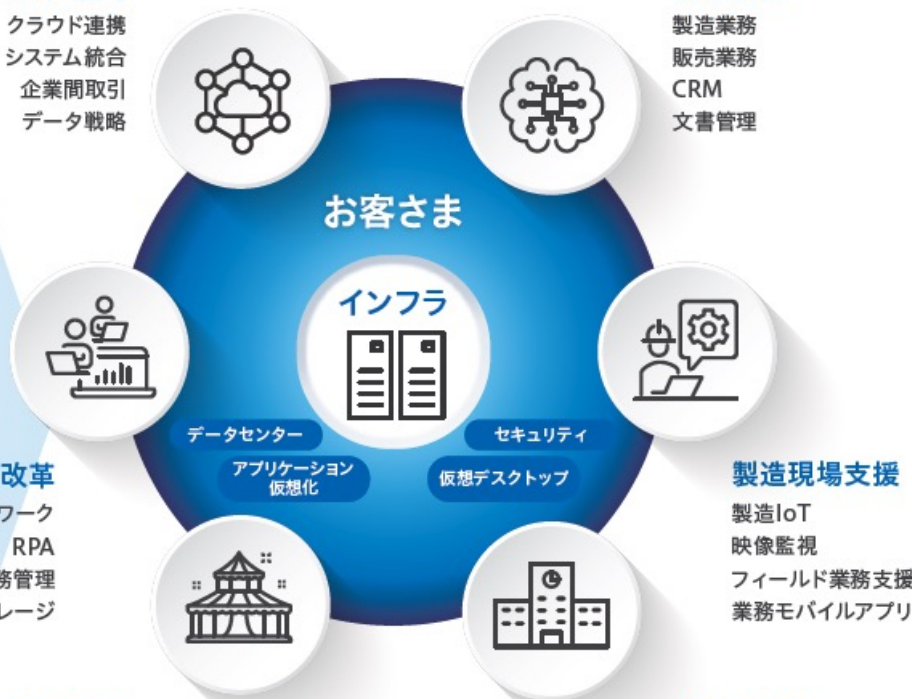 クラウド連携
システム統合
企業間取引
データ戦略
製造業務
販売業務
CRM
文書管理
お客さま
インフラ
データセンター
セキュリティ
アプリケーション
仮想化
仮想デスクトップ
改革
ワーク
RPA
務管理
レージ
製造現場支援
製造IoT
映像監視
フィールド業務支援
業務モバイルアプリ